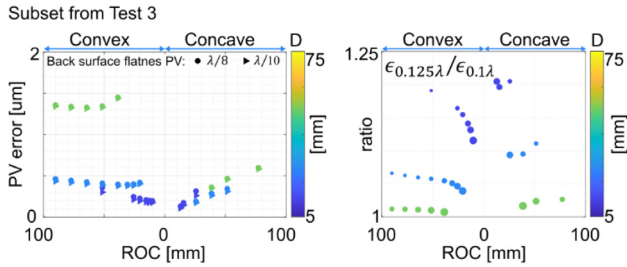 Subset from Test 3
Convex Concave D
Back surface flatnes PV: λ/8 λ/10
2
0
PV error [um]
100 0 100
ROC [mm]
75
[mm]
5
Convex Concave D
ϵ0.125λ/ϵ0.1λ
1.25
1
ratio
100 0 100
ROC [mm]
75
[mm]
5